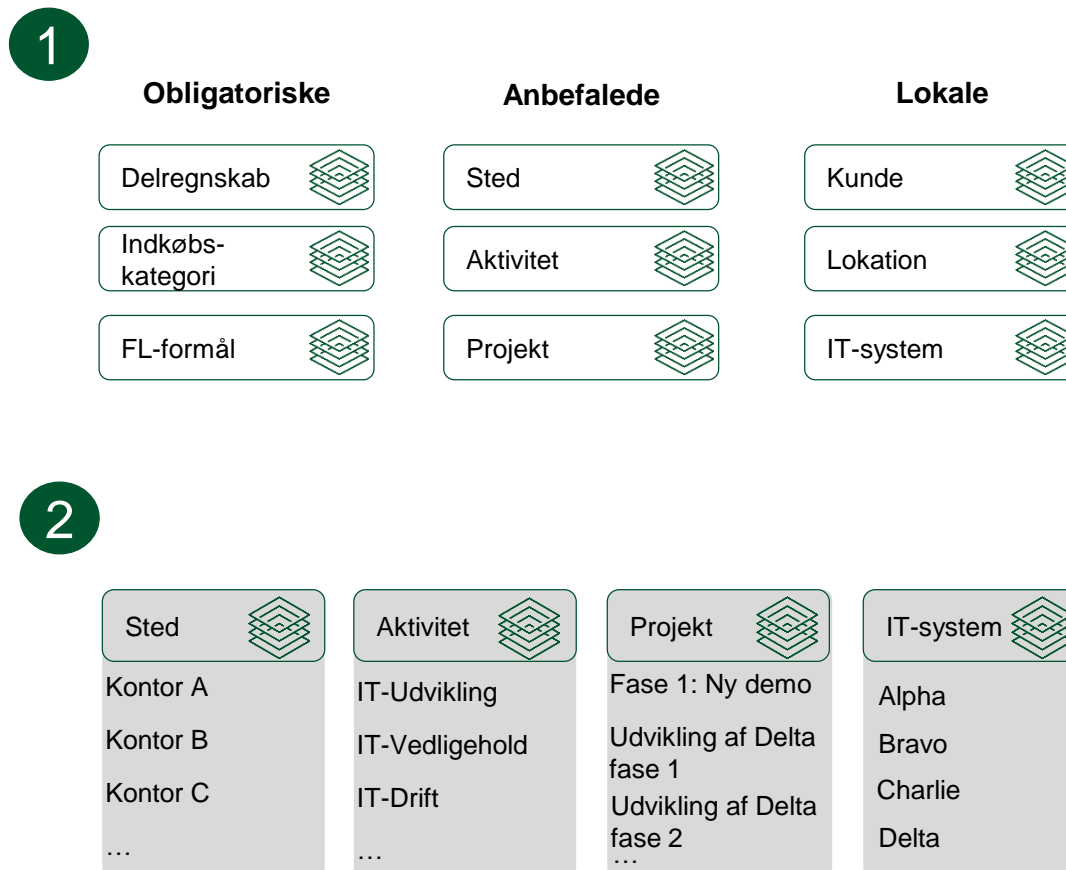 1
Obligatoriske
Anbefalede
Lokale
Delregnskab
Sted
Kunde
Indkøbs-
kategori
Aktivitet
Lokation
FL-formål
Projekt
IT-system
2
Sted
Aktivitet
Projekt
IT-system
Kontor A
Kontor B
Kontor C
…
IT-Udvikling
IT-Vedligehold
IT-Drift
…
Fase 1: Ny demo
Udvikling af Delta
fase 1
Udvikling af Delta
fase 2
…
Alpha
Bravo
Charlie
Delta